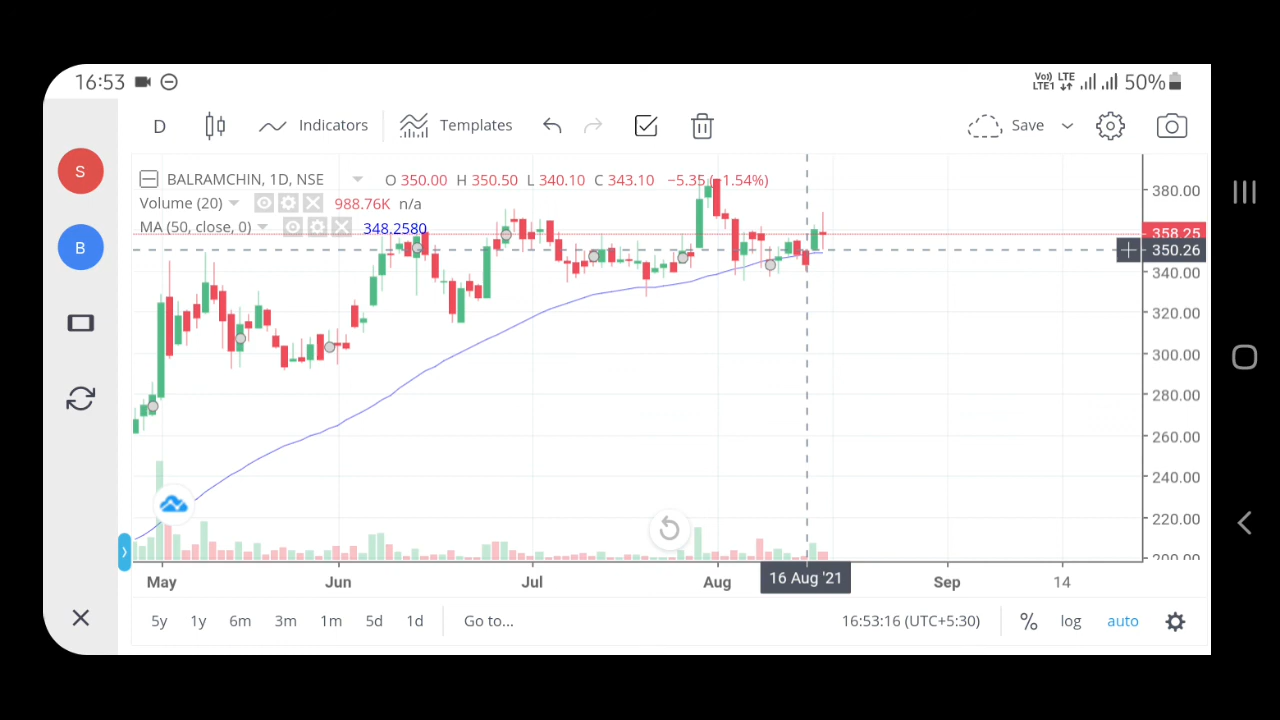 16:53 Vo)) LTE LTE1 50%
D Indicators Templates Save
S
B
BALRAMCHIN, 1D, NSE O 350.00 H 350.50 L 340.10 C 343.10 −5.35 (−1.54%)
Volume (20) 988.76K n/a
MA (50, close, 0) 348.2580
380.00
358.25
350.26
340.00
320.00
300.00
280.00
260.00
240.00
220.00
200.00
May Jun Jul Aug 16 Aug '21 Sep 14
5y 1y 6m 3m 1m 5d 1d Go to... 16:53:16 (UTC+5:30) % log auto